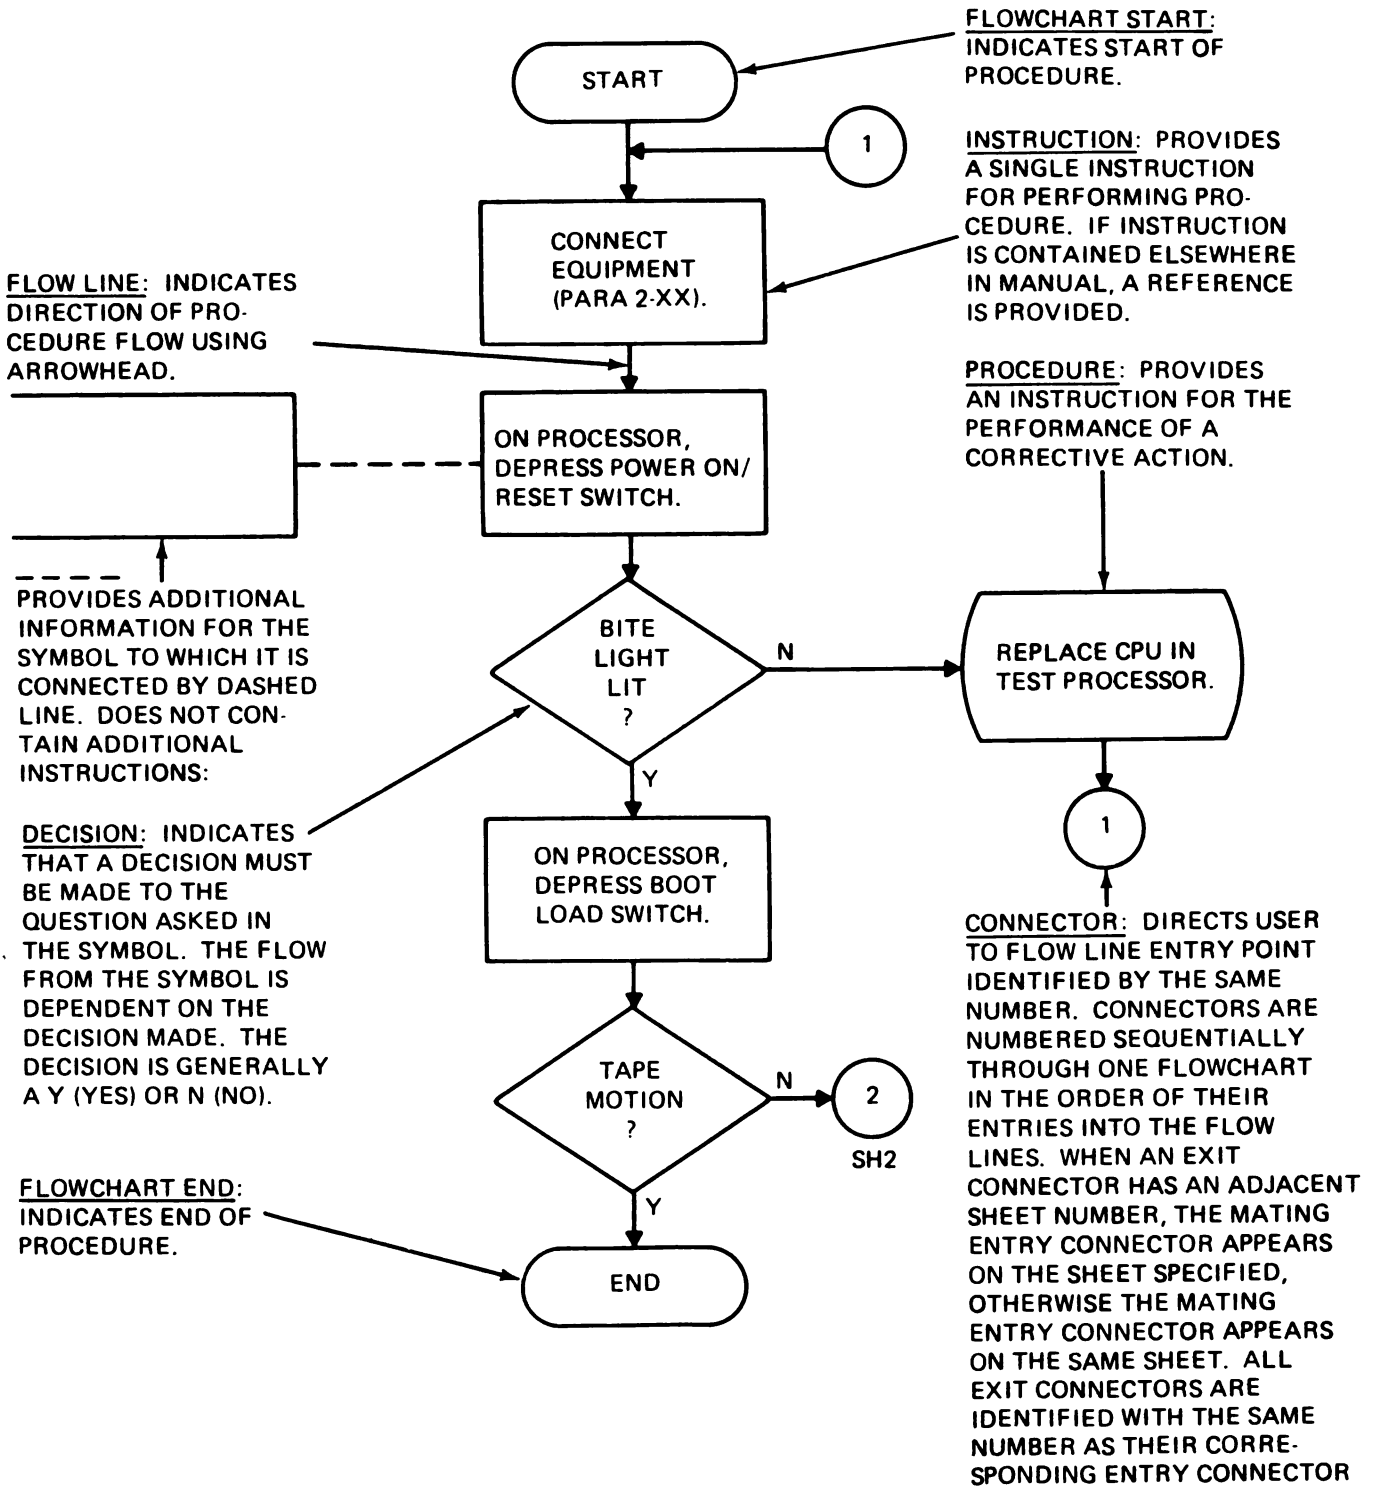 FLOWCHART START:
INDICATES START OF
PROCEDURE.
START
1
INSTRUCTION: PROVIDES
A SINGLE INSTRUCTION
FOR PERFORMING PRO-
CEDURE. IF INSTRUCTION
IS CONTAINED ELSEWHERE
IN MANUAL, A REFERENCE
IS PROVIDED.
CONNECT
EQUIPMENT
(PARA 2-XX).
FLOW LINE: INDICATES
DIRECTION OF PRO-
CEDURE FLOW USING
ARROWHEAD.
PROCEDURE: PROVIDES
AN INSTRUCTION FOR THE
PERFORMANCE OF A
CORRECTIVE ACTION.
ON PROCESSOR,
DEPRESS POWER ON/
RESET SWITCH.
PROVIDES ADDITIONAL
INFORMATION FOR THE
SYMBOL TO WHICH IT IS
CONNECTED BY DASHED
LINE. DOES NOT CON-
TAIN ADDITIONAL
INSTRUCTIONS:
BITE
LIGHT
LIT
?
N
Y
REPLACE CPU IN
TEST PROCESSOR.
1
DECISION: INDICATES
THAT A DECISION MUST
BE MADE TO THE
QUESTION ASKED IN
THE SYMBOL. THE FLOW
FROM THE SYMBOL IS
DEPENDENT ON THE
DECISION MADE. THE
DECISION IS GENERALLY
A Y (YES) OR N (NO).
ON PROCESSOR,
DEPRESS BOOT
LOAD SWITCH.
TAPE
MOTION
?
N
2
SH2
Y
CONNECTOR: DIRECTS USER
TO FLOW LINE ENTRY POINT
IDENTIFIED BY THE SAME
NUMBER. CONNECTORS ARE
NUMBERED SEQUENTIALLY
THROUGH ONE FLOWCHART
IN THE ORDER OF THEIR
ENTRIES INTO THE FLOW
LINES. WHEN AN EXIT
CONNECTOR HAS AN ADJACENT
SHEET NUMBER, THE MATING
ENTRY CONNECTOR APPEARS
ON THE SHEET SPECIFIED,
OTHERWISE THE MATING
ENTRY CONNECTOR APPEARS
ON THE SAME SHEET. ALL
EXIT CONNECTORS ARE
IDENTIFIED WITH THE SAME
NUMBER AS THEIR CORRE-
SPONDING ENTRY CONNECTOR
FLOWCHART END:
INDICATES END OF
PROCEDURE.
END